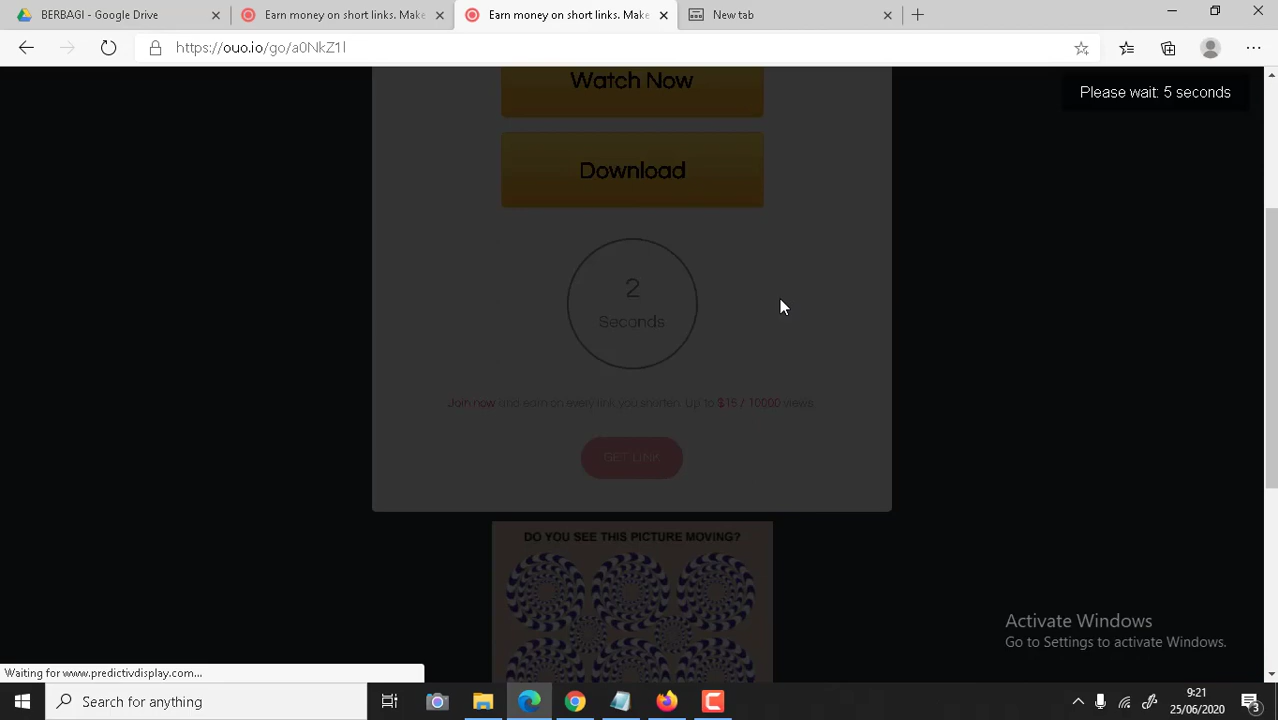 BERBAGI - Google Drive
Earn money on short links. Make
Earn money on short links. Make
New tab
https://ouo.io/go/a0NkZ1l
Please wait: 5 seconds
Watch Now
Download
2
Seconds
Join now and earn on every link you shorten. Up to $15 / 10000 views
GET LINK
DO YOU SEE THIS PICTURE MOVING?
Activate Windows
Go to Settings to activate Windows.
Waiting for www.predictivdisplay.com...
Search for anything
9:21
25/06/2020
3